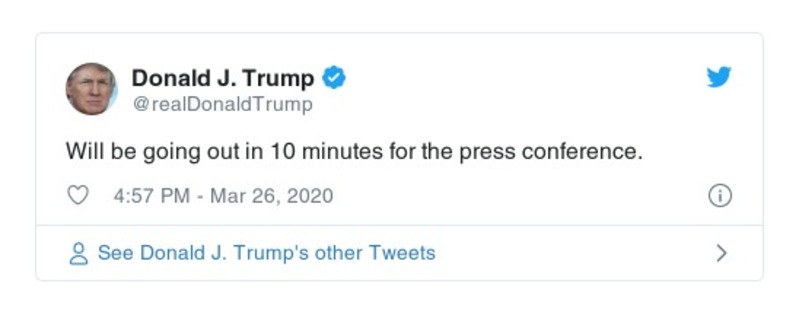 Donald J. Trump
@realDonaldTrump
Will be going out in 10 minutes for the press conference.
4:57 PM - Mar 26, 2020
See Donald J. Trump's other Tweets